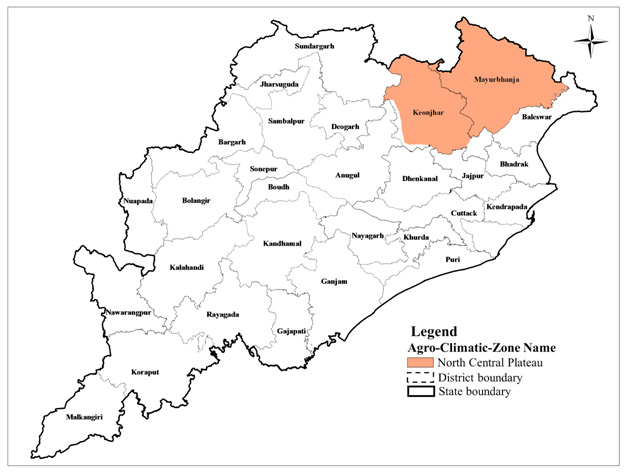 N
Sundargarh
Mayurbhanja
Jharsuguda
Keonjhar
Sambalpur
Baleswar
Deogarh
Bargarh
Bhadrak
Sonepur
Anugul
Jajpur
Dhenkanal
Boudh
Nuapada
Bolangir
Kendrapada
Cuttack
Nayagarh
Khurda
Kandhamal
Puri
Kalahandi
Ganjam
Nawarangpur
Rayagada
Gajapati
Koraput
Malkangiri
Legend
Agro-Climatic-Zone Name
North Central Plateau
District boundary
State boundary